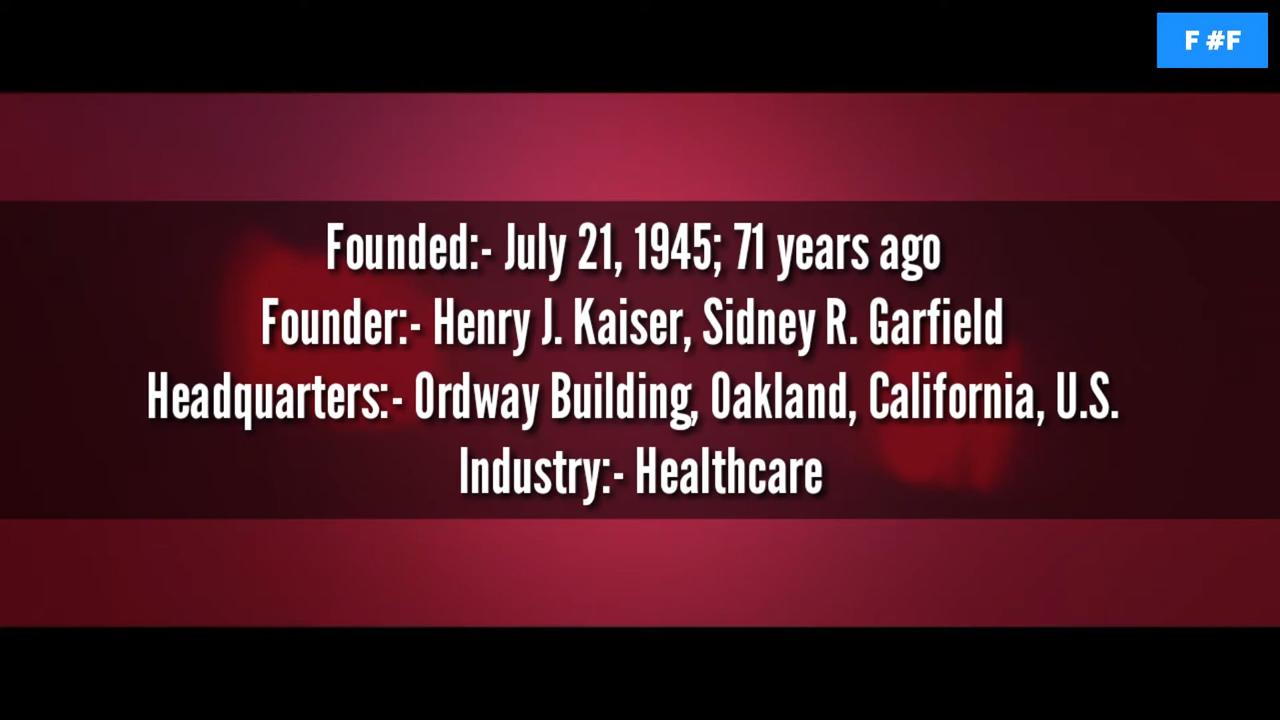 F #F
Founded:- July 21, 1945; 71 years ago
Founder:- Henry J. Kaiser, Sidney R. Garfield
Headquarters:- Ordway Building, Oakland, California, U.S.
Industry:- Healthcare